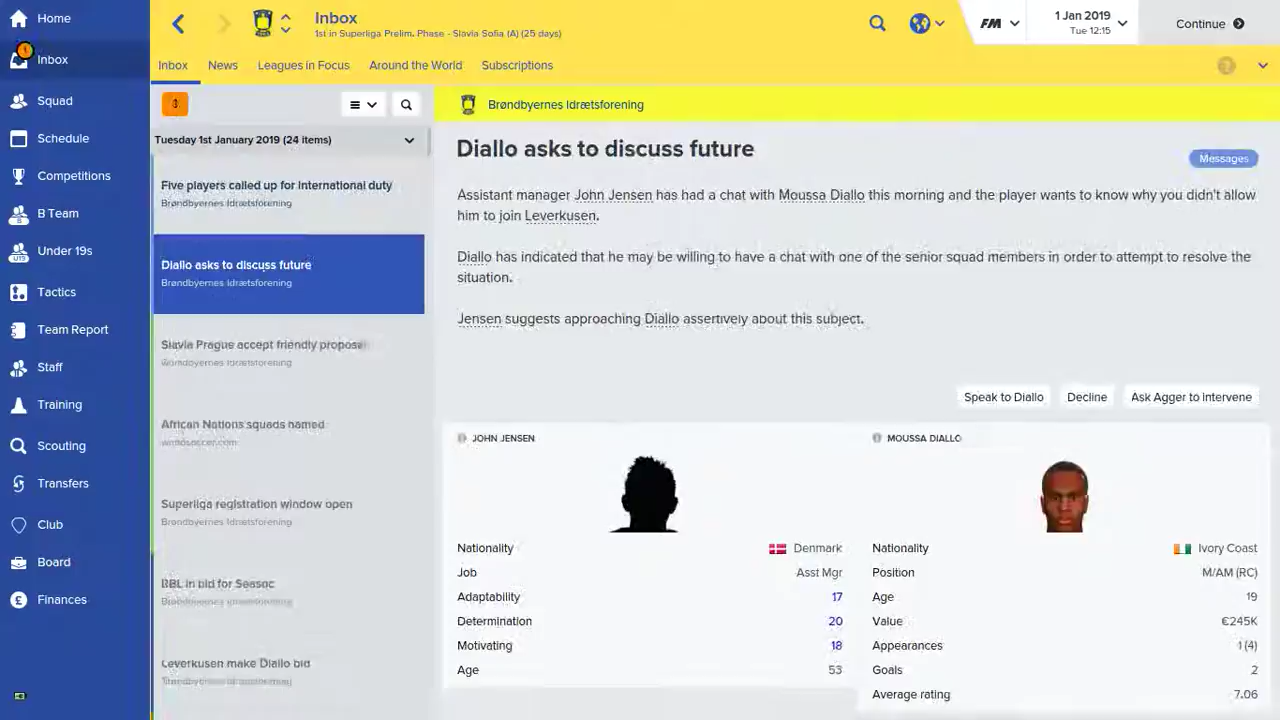 Home
Inbox
Squad
Schedule
Competitions
B Team
Under 19s
Tactics
Team Report
Staff
Training
Scouting
Transfers
Club
Board
Finances
Inbox
1st in Superliga Prelim. Phase - Slavia Sofia (A) (25 days)
FM
1 Jan 2019
Tue 12:15
Continue
Inbox News Leagues in Focus Around the World Subscriptions
Tuesday 1st January 2019 (24 items)
Five players called up for international duty
Brøndbyernes Idrætsforening
Diallo asks to discuss future
Brøndbyernes Idrætsforening
Slavia Prague accept friendly proposal
African Nations squads named
Superliga registration window open
Brøndbyernes Idrætsforening
in bid for
Leverkusen make Diallo bid
Brøndbyernes Idrætsforening
Diallo asks to discuss future
Messages
Assistant manager John Jensen has had a chat with Moussa Diallo this morning and the player wants to know why you didn't allow
him to join Leverkusen.
Diallo has indicated that he may be willing to have a chat with one of the senior squad members in order to attempt to resolve the
situation.
Jensen suggests approaching Diallo assertively about this subject.
Speak to Diallo Decline Ask Agger to intervene
JOHN JENSEN
Nationality Denmark
Job Asst Mgr
Adaptability 17
Determination 20
Motivating 18
Age 53
MOUSSA DIALLO
Nationality Ivory Coast
Position M/AM (RC)
Age 19
Value €245K
Appearances 1 (4)
Goals 2
Average rating 7.06